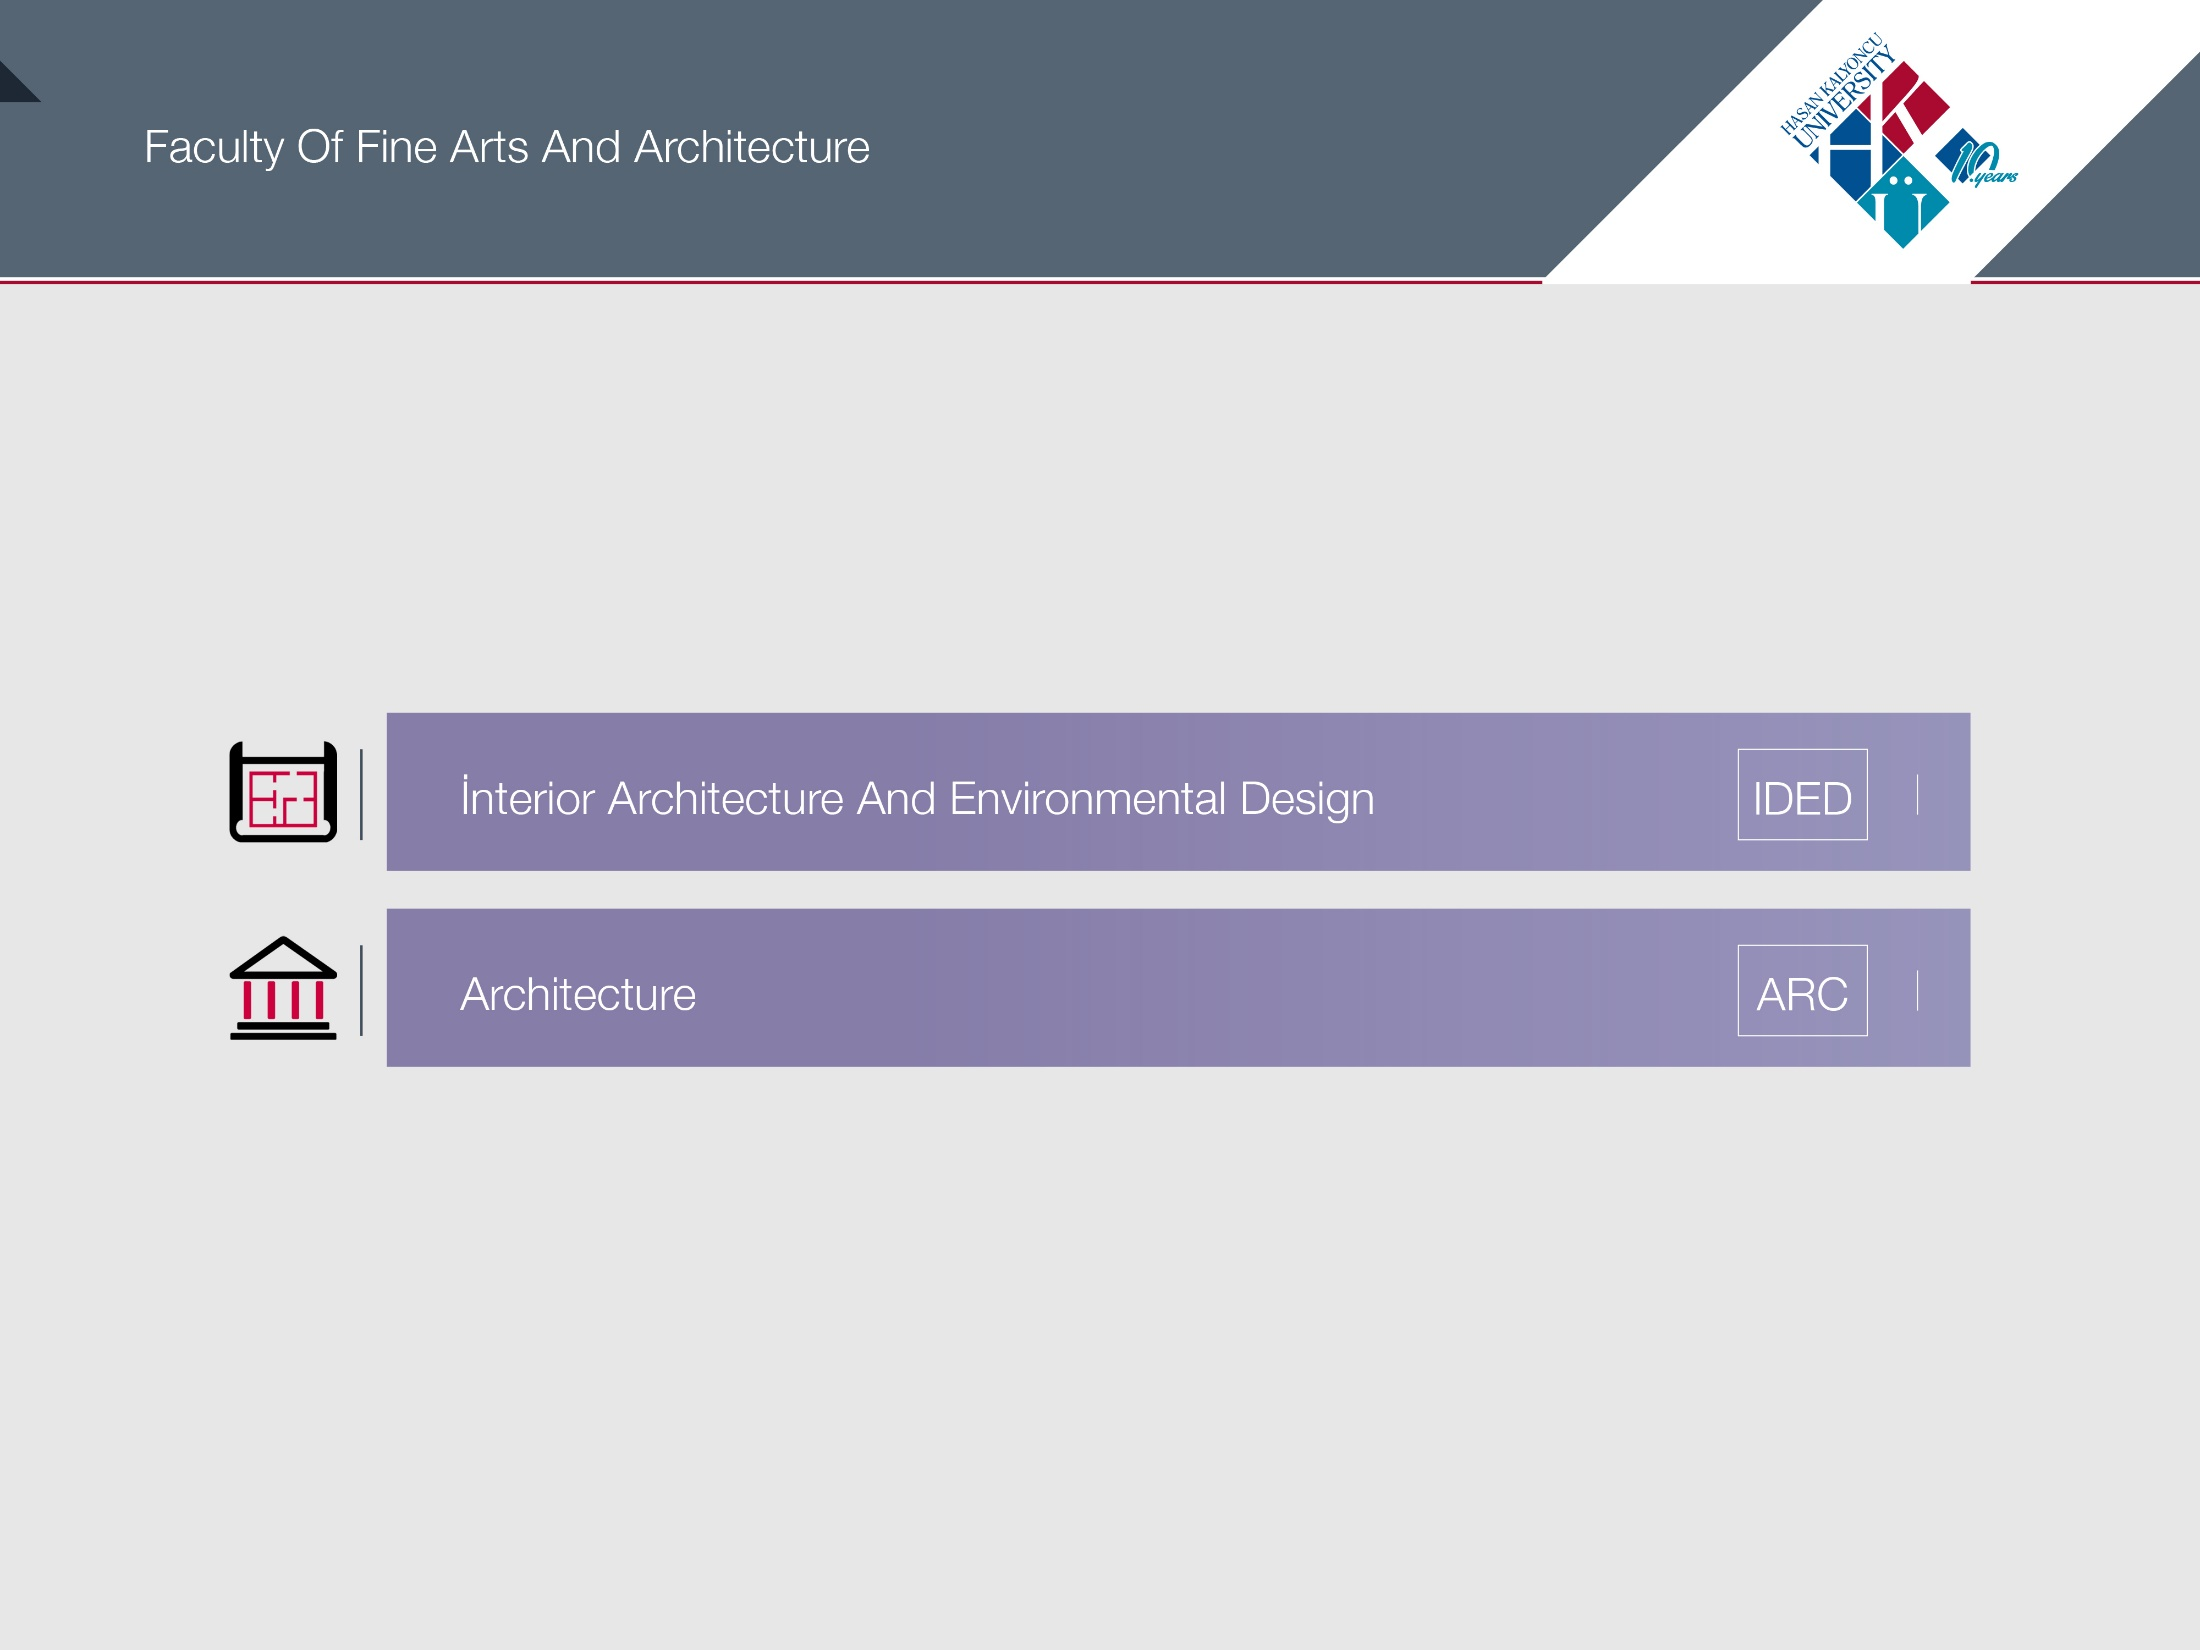 Faculty Of Fine Arts And Architecture
HASAN KALYONCU
UNIVERSITY
10.years
İnterior Architecture And Environmental Design
IDED
Architecture
ARC